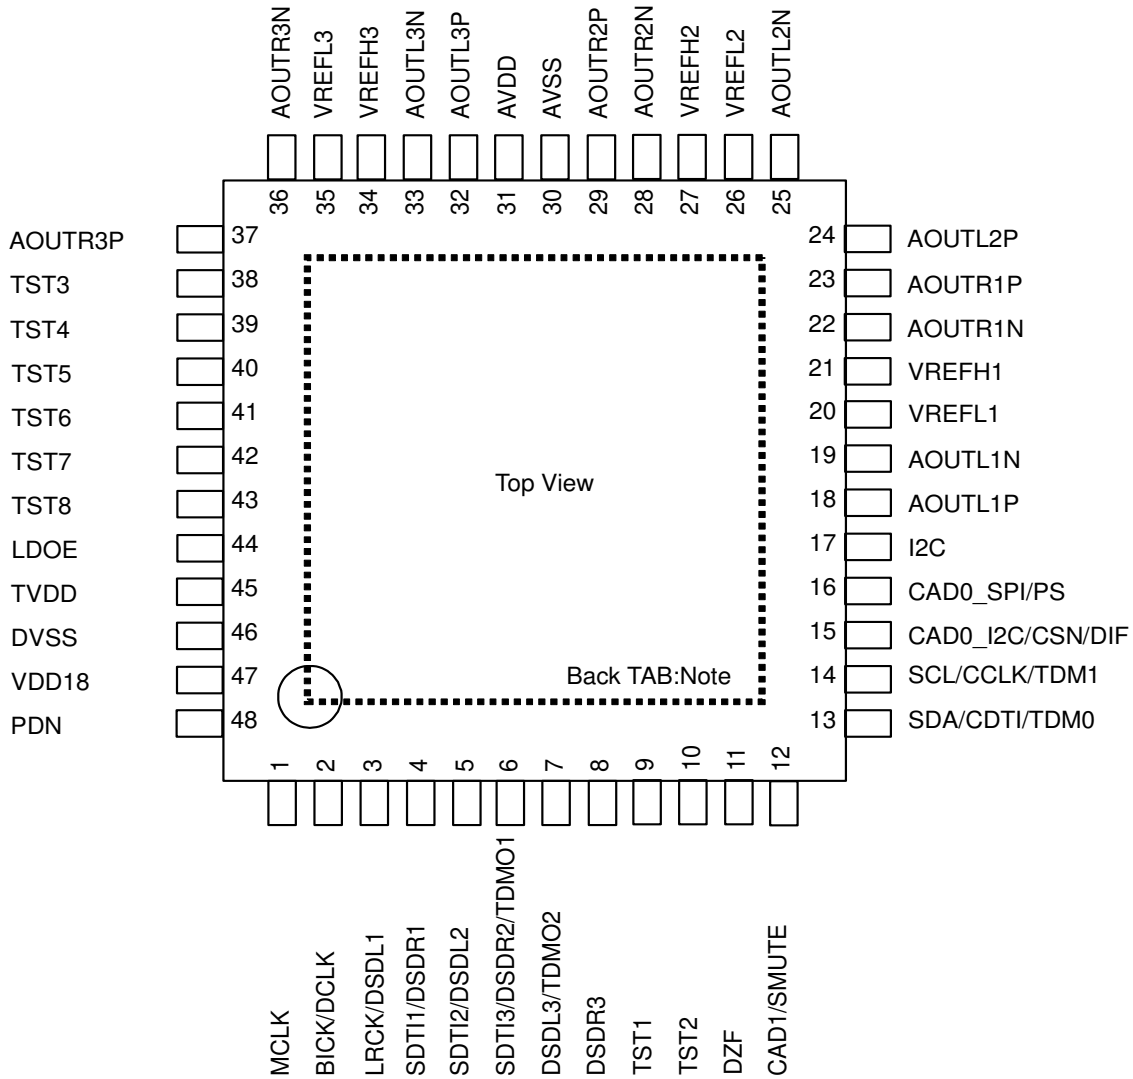 AOUTR3N
VREFL3
VREFH3
AOUTL3N
AOUTL3P
AVDD
AVSS
AOUTR2P
AOUTR2N
VREFH2
VREFL2
AOUTL2N
36
35
34
33
32
31
30
29
28
27
26
25
AOUTR3P 37
TST3 38
TST4 39
TST5 40
TST6 41
TST7 42
TST8 43
LDOE 44
TVDD 45
DVSS 46
VDD18 47
PDN 48
24 AOUTL2P
23 AOUTR1P
22 AOUTR1N
21 VREFH1
20 VREFL1
19 AOUTL1N
18 AOUTL1P
17 I2C
16 CAD0_SPI/PS
15 CAD0_I2C/CSN/DIF
14 SCL/CCLK/TDM1
13 SDA/CDTI/TDM0
Top View
Back TAB:Note
1
2
3
4
5
6
7
8
9
10
11
12
MCLK
BICK/DCLK
LRCK/DSDL1
SDTI1/DSDR1
SDTI2/DSDL2
SDTI3/DSDR2/TDMO1
DSDL3/TDMO2
DSDR3
TST1
TST2
DZF
CAD1/SMUTE